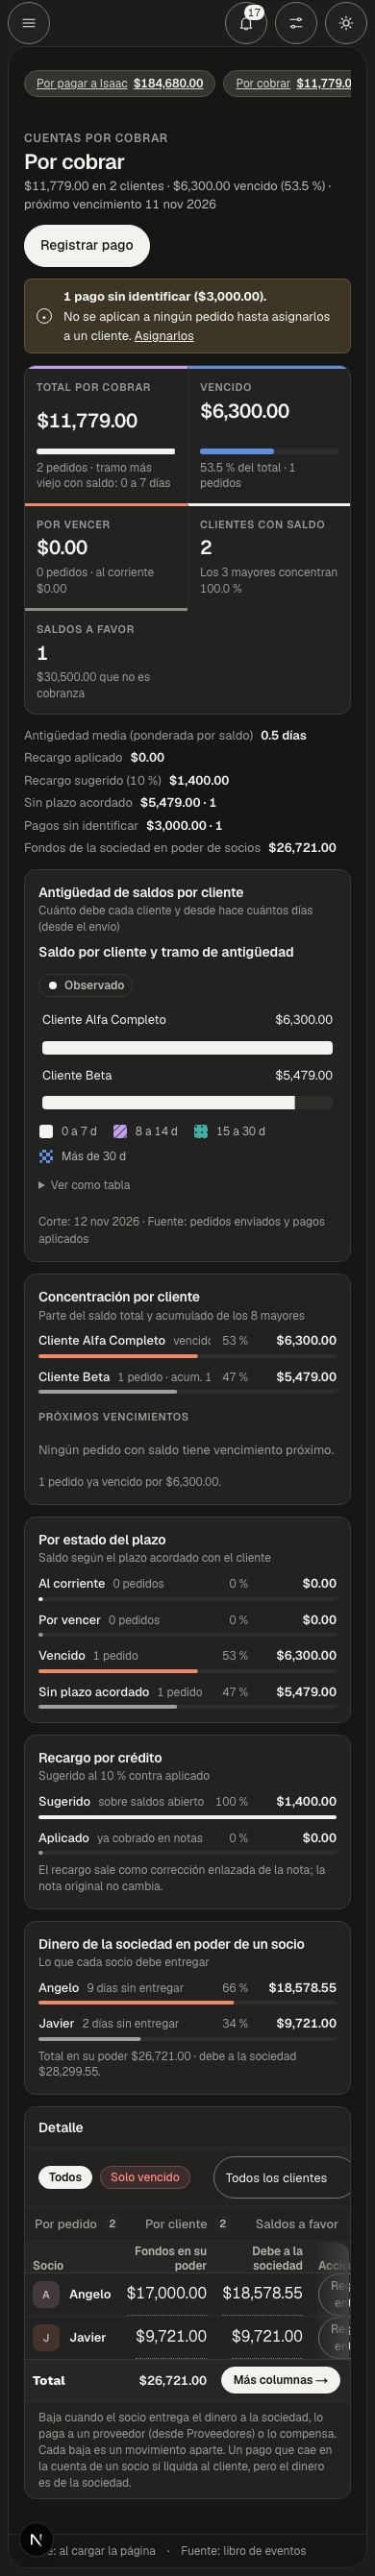 17
Por pagar a Isaac $184,680.00
Por cobrar $11,779.0
CUENTAS POR COBRAR
Por cobrar
$11,779.00 en 2 clientes · $6,300.00 vencido (53.5 %) ·
próximo vencimiento 11 nov 2026
Registrar pago
1 pago sin identificar ($3,000.00).
No se aplican a ningún pedido hasta asignarlos
a un cliente. Asignarlos
TOTAL POR COBRAR
$11,779.00
2 pedidos · tramo más
viejo con saldo: 0 a 7 días
VENCIDO
$6,300.00
53.5 % del total · 1
pedidos
POR VENCER
$0.00
0 pedidos · al corriente
$0.00
CLIENTES CON SALDO
2
Los 3 mayores concentran
100.0 %
SALDOS A FAVOR
1
$30,500.00 que no es
cobranza
Antigüedad media (ponderada por saldo) 0.5 días
Recargo aplicado $0.00
Recargo sugerido (10 %) $1,400.00
Sin plazo acordado $5,479.00 · 1
Pagos sin identificar $3,000.00 · 1
Fondos de la sociedad en poder de socios $26,721.00
Antigüedad de saldos por cliente
Cuánto debe cada cliente y desde hace cuántos días
(desde el envío)
Saldo por cliente y tramo de antigüedad
Observado
Cliente Alfa Completo $6,300.00
Cliente Beta $5,479.00
0 a 7 d 8 a 14 d 15 a 30 d
Más de 30 d
Ver como tabla
Corte: 12 nov 2026 · Fuente: pedidos enviados y pagos
aplicados
Concentración por cliente
Parte del saldo total y acumulado de los 8 mayores
Cliente Alfa Completo vencido 53 % $6,300.00
Cliente Beta 1 pedido · acum. 1 47 % $5,479.00
PRÓXIMOS VENCIMIENTOS
Ningún pedido con saldo tiene vencimiento próximo.
1 pedido ya vencido por $6,300.00.
Por estado del plazo
Saldo según el plazo acordado con el cliente
Al corriente 0 pedidos 0 % $0.00
Por vencer 0 pedidos 0 % $0.00
Vencido 1 pedido 53 % $6,300.00
Sin plazo acordado 1 pedido 47 % $5,479.00
Recargo por crédito
Sugerido al 10 % contra aplicado
Sugerido sobre saldos abierto 100 % $1,400.00
Aplicado ya cobrado en notas 0 % $0.00
El recargo sale como corrección enlazada de la nota; la
nota original no cambia.
Dinero de la sociedad en poder de un socio
Lo que cada socio debe entregar
Angelo 9 días sin entregar 66 % $18,578.55
Javier 2 días sin entregar 34 % $9,721.00
Total en su poder $26,721.00 · debe a la sociedad
$28,299.55.
Detalle
Todos Solo vencido Todos los clientes
Por pedido 2 Por cliente 2 Saldos a favor
Socio Fondos en su poder Debe a la sociedad
A Angelo $17,000.00 $18,578.55
J Javier $9,721.00 $9,721.00
Total $26,721.00 Más columnas →
Baja cuando el socio entrega el dinero a la sociedad, lo
paga a un proveedor (desde Proveedores) o lo compensa.
Cada baja es un movimiento aparte. Un pago que cae en
la cuenta de un socio sí liquida al cliente, pero el dinero
es de la sociedad.
N
al cargar la página · Fuente: libro de eventos